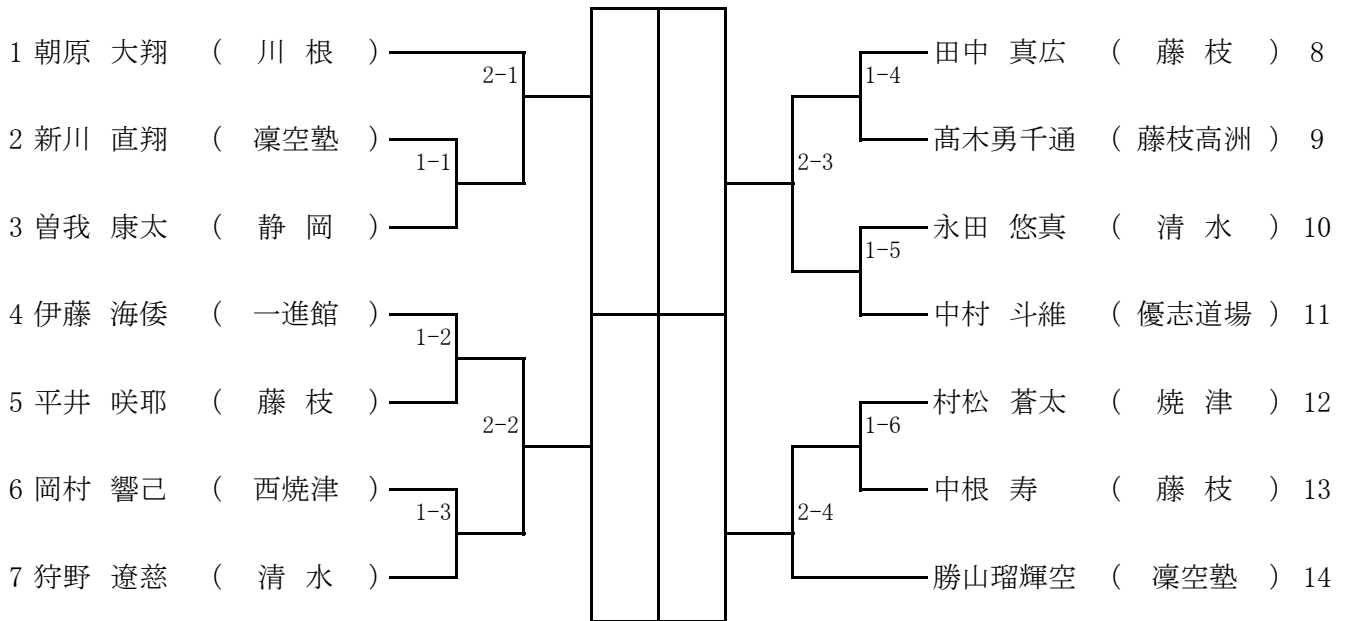 1 朝原 大翔 ( 川 根 )
2-1
2 新川 直翔 ( 凜空塾 )
1-1
3 曽我 康太 ( 静 岡 )
4 伊藤 海倭 ( 一進館 )
1-2
5 平井 咲耶 ( 藤 枝 )
2-2
6 岡村 響己 ( 西焼津 )
1-3
7 狩野 遼慈 ( 清 水 )
田中 真広 ( 藤 枝 ) 8
1-4
髙木勇千通 ( 藤枝高洲 ) 9
2-3
永田 悠真 ( 清 水 ) 10
1-5
中村 斗維 ( 優志道場 ) 11
村松 蒼太 ( 焼 津 ) 12
1-6
中根 寿 ( 藤 枝 ) 13
2-4
勝山瑠輝空 ( 凜空塾 ) 14